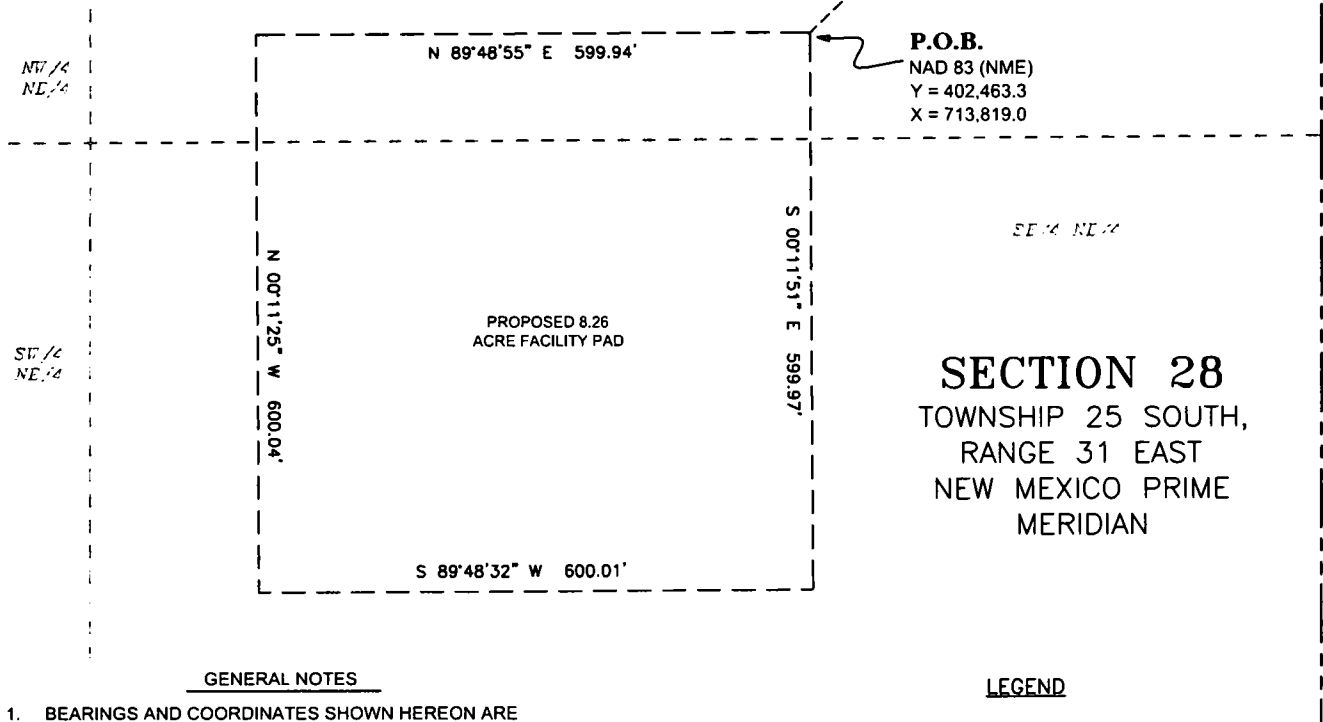 N 89°48'55" E 599.94'
P.O.B.
NAD 83 (NME)
Y = 402,463.3
X = 713,819.0
NW/4
NE/4
S 00°11'51" E 599.97'
SE/4 NE/4
N 00°11'25" W 600.04'
PROPOSED 8.26
ACRE FACILITY PAD
SW/4
NE/4
SECTION 28
TOWNSHIP 25 SOUTH,
RANGE 31 EAST
NEW MEXICO PRIME
MERIDIAN
S 89°48'32" W 600.01'
GENERAL NOTES
LEGEND
1. BEARINGS AND COORDINATES SHOWN HEREON ARE